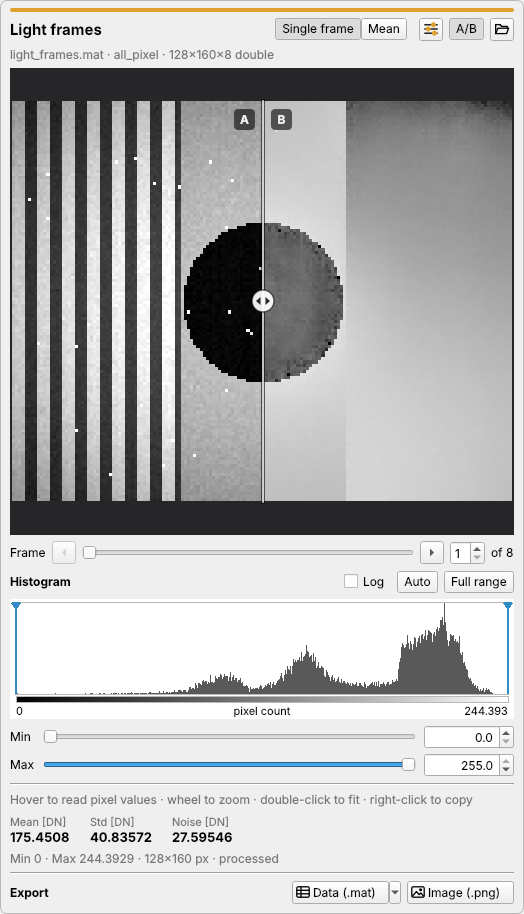 Light frames
Single frame Mean A/B
light_frames.mat · all_pixel · 128×160×8 double
A B
Frame 1 of 8
Histogram Log Auto Full range
0 pixel count 244.393
Min 0.0
Max 255.0
Hover to read pixel values · wheel to zoom · double-click to fit · right-click to copy
Mean [DN] Std [DN] Noise [DN]
175.4508 40.83572 27.59546
Min 0 · Max 244.3929 · 128×160 px · processed
Export Data (.mat) Image (.png)